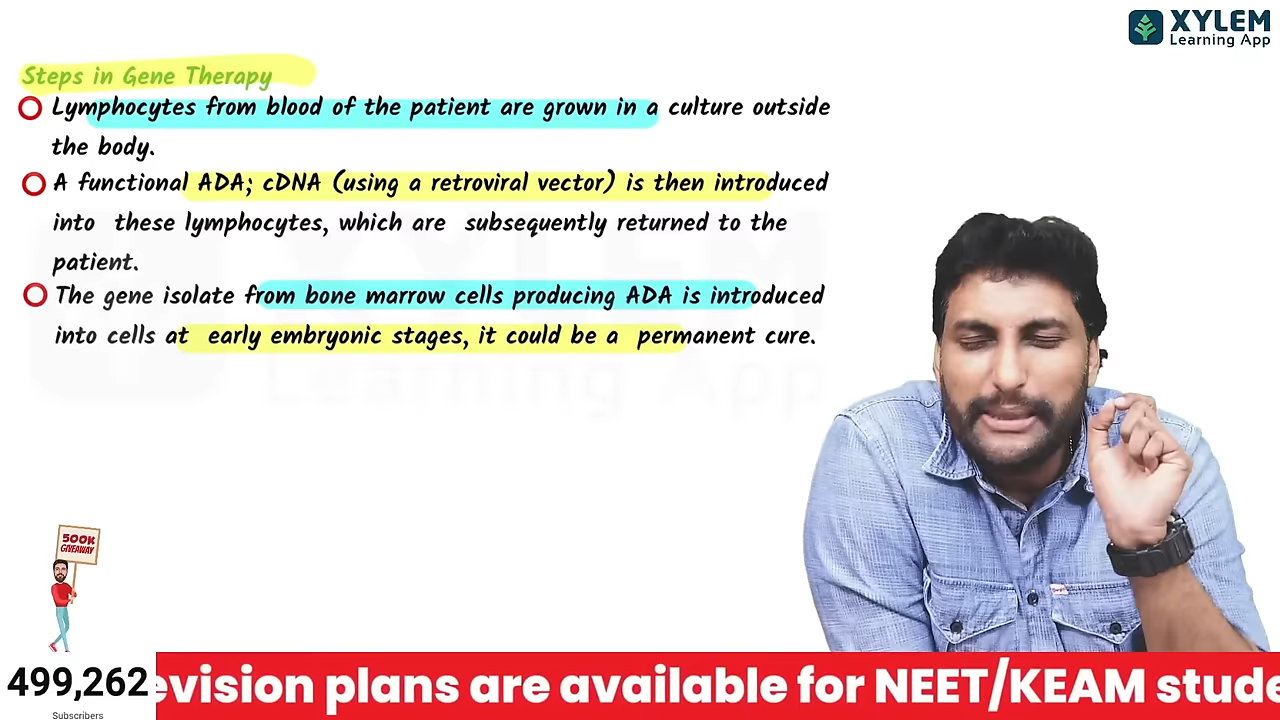 XYLEM
Learning App
Steps in Gene Therapy
Lymphocytes from blood of the patient are grown in a culture outside
the body.
A functional ADA; cDNA (using a retroviral vector) is then introduced
into these lymphocytes, which are subsequently returned to the
patient.
The gene isolate from bone marrow cells producing ADA is introduced
into cells at early embryonic stages, it could be a permanent cure.
XYLEM
Learning App
500K
GIVEAWAY
499,262
Subscribers
evision plans are available for NEET/KEAM stude